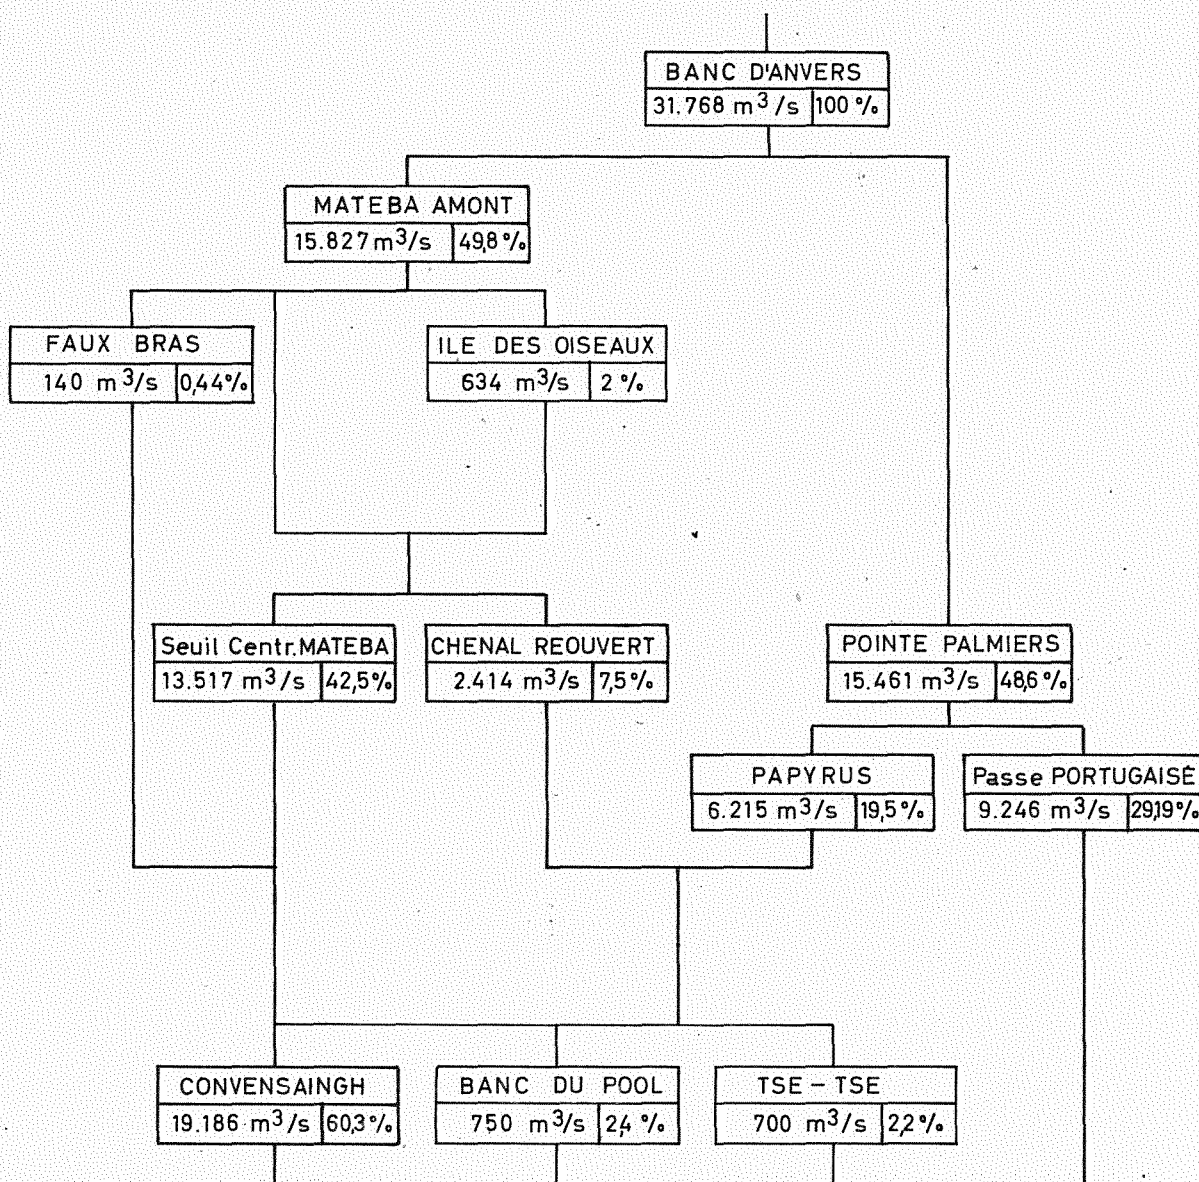 BANC D'ANVERS
31.768 m³/s 100 %
MATEBA AMONT
15.827 m³/s 49,8 %
FAUX BRAS
140 m³/s 0,44 %
ILE DES OISEAUX
634 m³/s 2 %
Seuil Centr. MATEBA
13.517 m³/s 42,5 %
CHENAL REOUVERT
2.414 m³/s 7,5 %
POINTE PALMIERS
15.461 m³/s 48,6 %
PAPYRUS
6.215 m³/s 19,5 %
Passe PORTUGAISE
9.246 m³/s 29,19 %
CONVENSAINGH
19.186 m³/s 60,3 %
BANC DU POOL
750 m³/s 2,4 %
TSE – TSE
700 m³/s 2,2 %